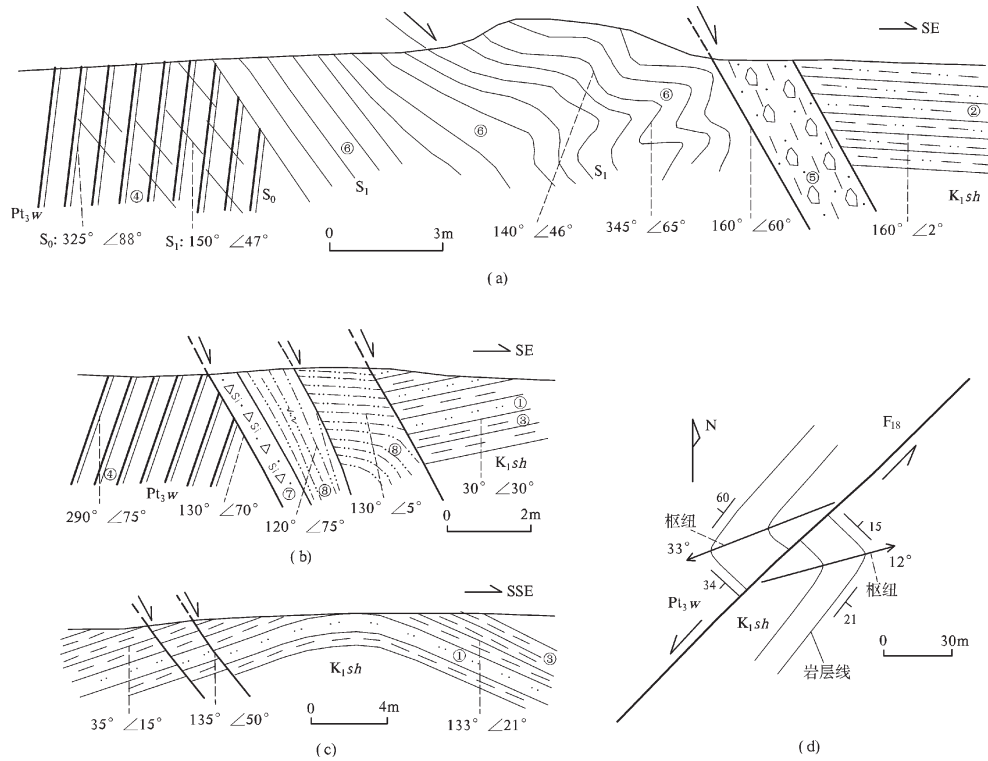 SE
⑥
⑥
②
⑥
S₁
④
S₀
S₁
⑤
Pt₃w
K₁sh
S₀: 325° ∠88°
S₁: 150° ∠47°
0 3m
140° ∠46°
345° ∠65°
160° ∠60°
160° ∠2°
(a)
SE
Si
Si
Si
①
③
④
⑦
⑧
⑧
Pt₃w
K₁sh
290° ∠75°
130° ∠70°
120° ∠75°
130° ∠5°
30° ∠30°
0 2m
(b)
SSE
①
③
K₁sh
35° ∠15°
135° ∠50°
0 4m
133° ∠21°
(c)
F₁₈
N
60
枢纽
33°
15
12°
34
枢纽
Pt₃w
K₁sh
21
0 30m
岩层线
(d)